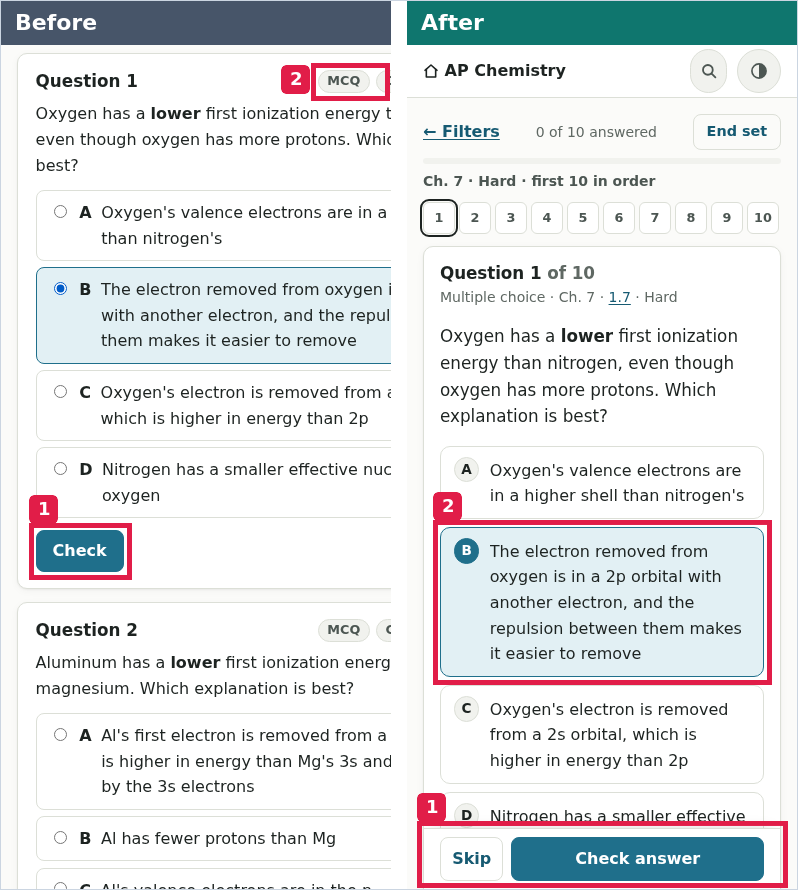 Before
Question 1
2
MCQ
Oxygen has a lower first ionization energy
even though oxygen has more protons.
best?
A Oxygen's valence electrons are in a
than nitrogen's
B The electron removed from oxygen
with another electron, and the
them makes it easier to remove
C Oxygen's electron is removed from
which is higher in energy than 2p
D Nitrogen has a smaller effective
oxygen
1
Check
Question 2
MCQ
Aluminum has a lower first ionization
magnesium. Which explanation is best?
A Al's first electron is removed from a
is higher in energy than Mg's 3s and
by the 3s electrons
B Al has fewer protons than Mg
C Al's valence electrons are in the
After
AP Chemistry
← Filters
0 of 10 answered
End set
Ch. 7 · Hard · first 10 in order
1 2 3 4 5 6 7 8 9 10
Question 1 of 10
Multiple choice · Ch. 7 · 1.7 · Hard
Oxygen has a lower first ionization
energy than nitrogen, even though
oxygen has more protons. Which
explanation is best?
A Oxygen's valence electrons are
in a higher shell than nitrogen's
2
B The electron removed from
oxygen is in a 2p orbital with
another electron, and the
repulsion between them makes
it easier to remove
C Oxygen's electron is removed
from a 2s orbital, which is
higher in energy than 2p
D Nitrogen has a smaller effective
1
Skip
Check answer